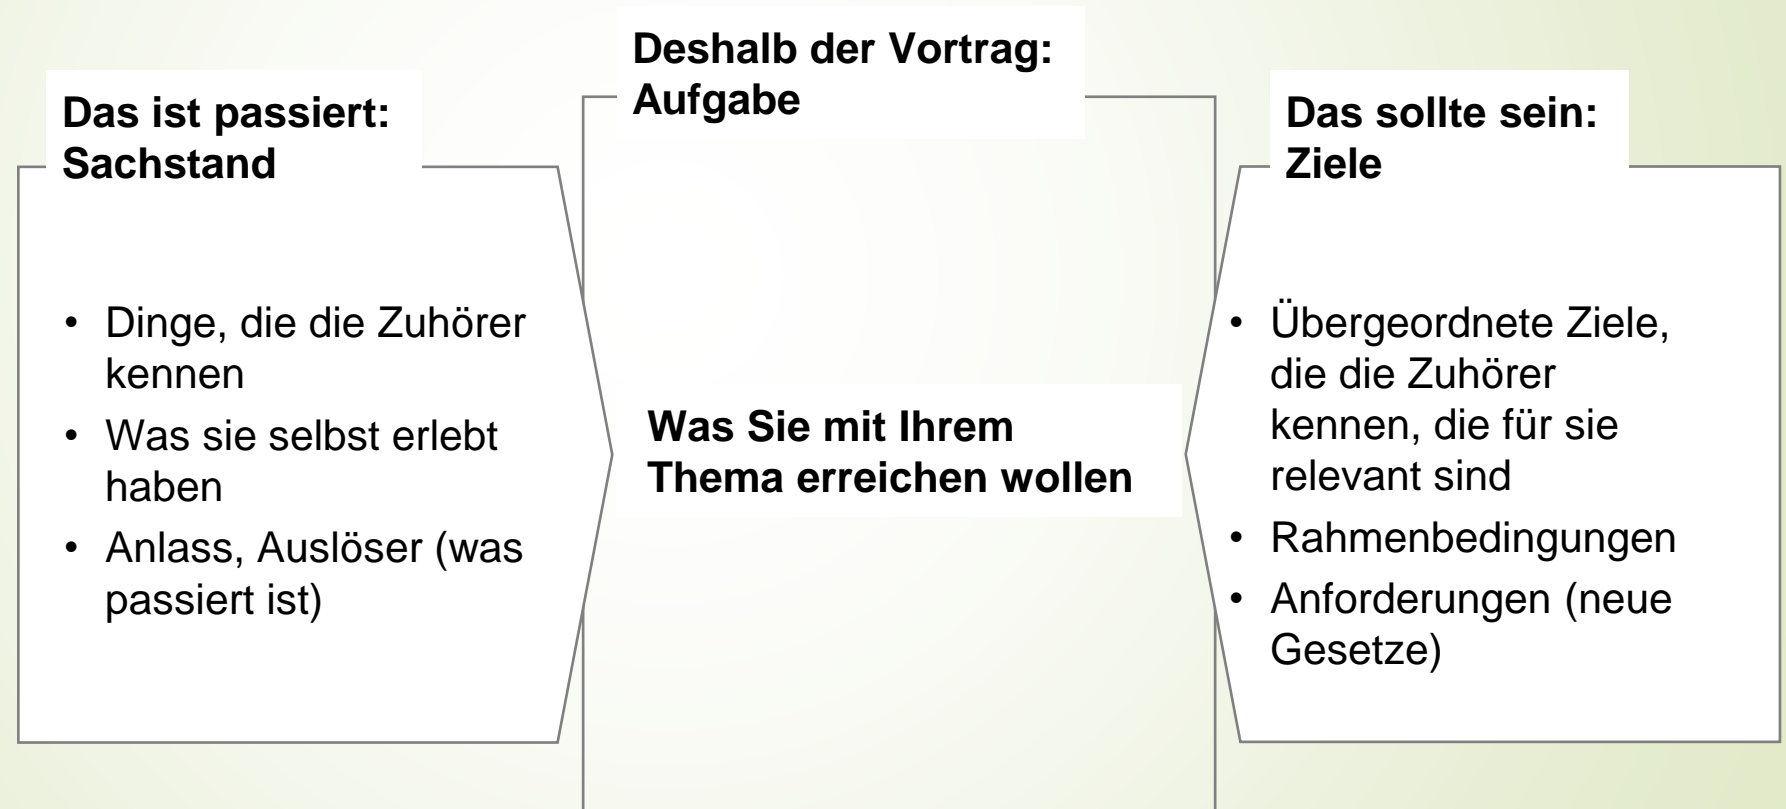 Das ist passiert:
Sachstand
• Dinge, die die Zuhörer
kennen
• Was sie selbst erlebt
haben
• Anlass, Auslöser (was
passiert ist)
Deshalb der Vortrag:
Aufgabe
Was Sie mit Ihrem
Thema erreichen wollen
Das sollte sein:
Ziele
• Übergeordnete Ziele,
die die Zuhörer
kennen, die für sie
relevant sind
• Rahmenbedingungen
• Anforderungen (neue
Gesetze)